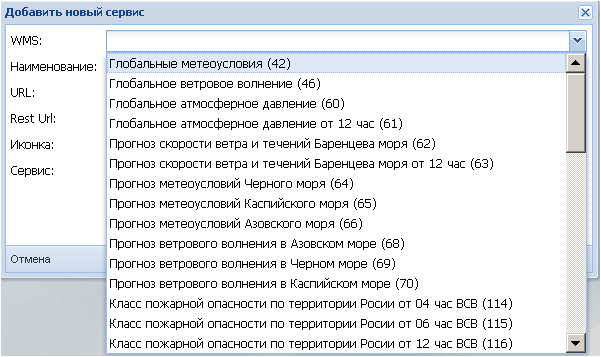 Добавить новый сервис
WMS:
Глобальные метеоусловия (42)
Наименование:
Глобальное ветровое волнение (46)
URL:
Глобальное атмосферное давление (60)
Rest Url:
Глобальное атмосферное давление от 12 час (61)
Иконка:
Прогноз скорости ветра и течений Баренцева моря (62)
Сервис:
Прогноз скорости ветра и течений Баренцева моря от 12 час (63)
Прогноз метеоусловий Черного моря (64)
Прогноз метеоусловий Каспийского моря (65)
Прогноз метеоусловий Азовского моря (66)
Прогноз ветрового волнения в Азовском море (68)
Отмена
Прогноз ветрового волнения в Черном море (69)
Прогноз ветрового волнения в Каспийском море (70)
Класс пожарной опасности по территории Росии от 04 час ВСВ (114)
Класс пожарной опасности по территории Росии от 06 час ВСВ (115)
Класс пожарной опасности по территории Росии от 12 час ВСВ (116)